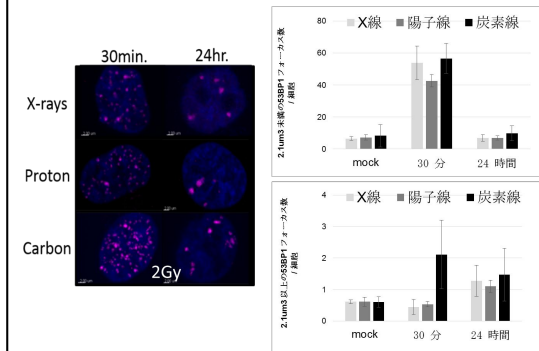 30min. 24hr.
X-rays
Proton
Carbon
2Gy
X線 陽子線 炭素線
2.1um3 未満の53BP1 フォーカス数
/ 細胞
80
60
40
20
0
mock 30 分 24 時間
X線 陽子線 炭素線
2.1um3 以上の53BP1 フォーカス数
/ 細胞
4
3
2
1
0
mock 30 分 24 時間